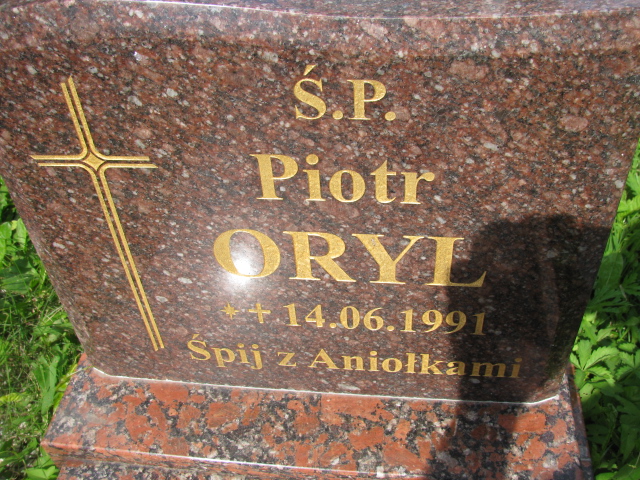 Ś.P.
Piotr
ORYL
*+ 14.06.1991
Śpij z Aniołkami